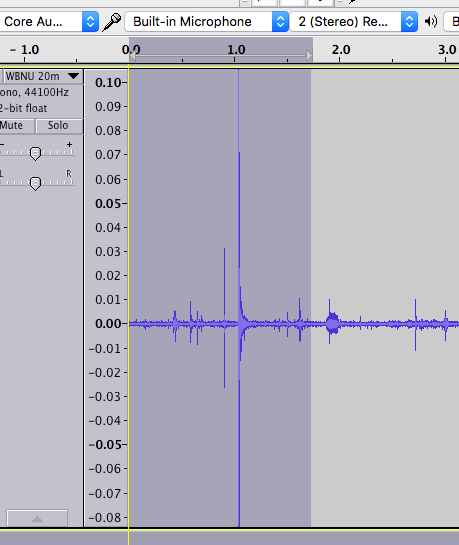 Core Au... Built-in Microphone 2 (Stereo) Re... B
- 1.0 0.0 1.0 2.0 3.0
WBNU 20m
ono, 44100Hz
2-bit float
Mute Solo
- +
L R
0.10
0.09
0.08
0.07
0.06
0.05
0.04
0.03
0.02
0.01
0.00
-0.01
-0.02
-0.03
-0.04
-0.05
-0.06
-0.07
-0.08